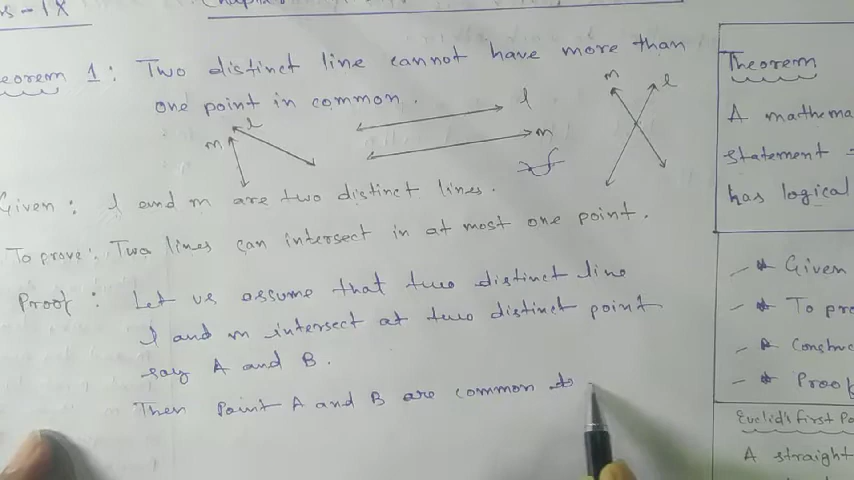 Theorem 1: Two distinct line cannot have more than
one point in common.
l
m
l
m
m
l
Given: l and m are two distinct lines.
To prove: Two lines can intersect in at most one point.
Proof: Let us assume that two distinct line
l and m intersect at two distinct point
say A and B.
Then Point A and B are common to
Theorem
A mathema
statement
has logical
* Given
* To pro
* Constru
* Proof
Euclid's First Po
A straight